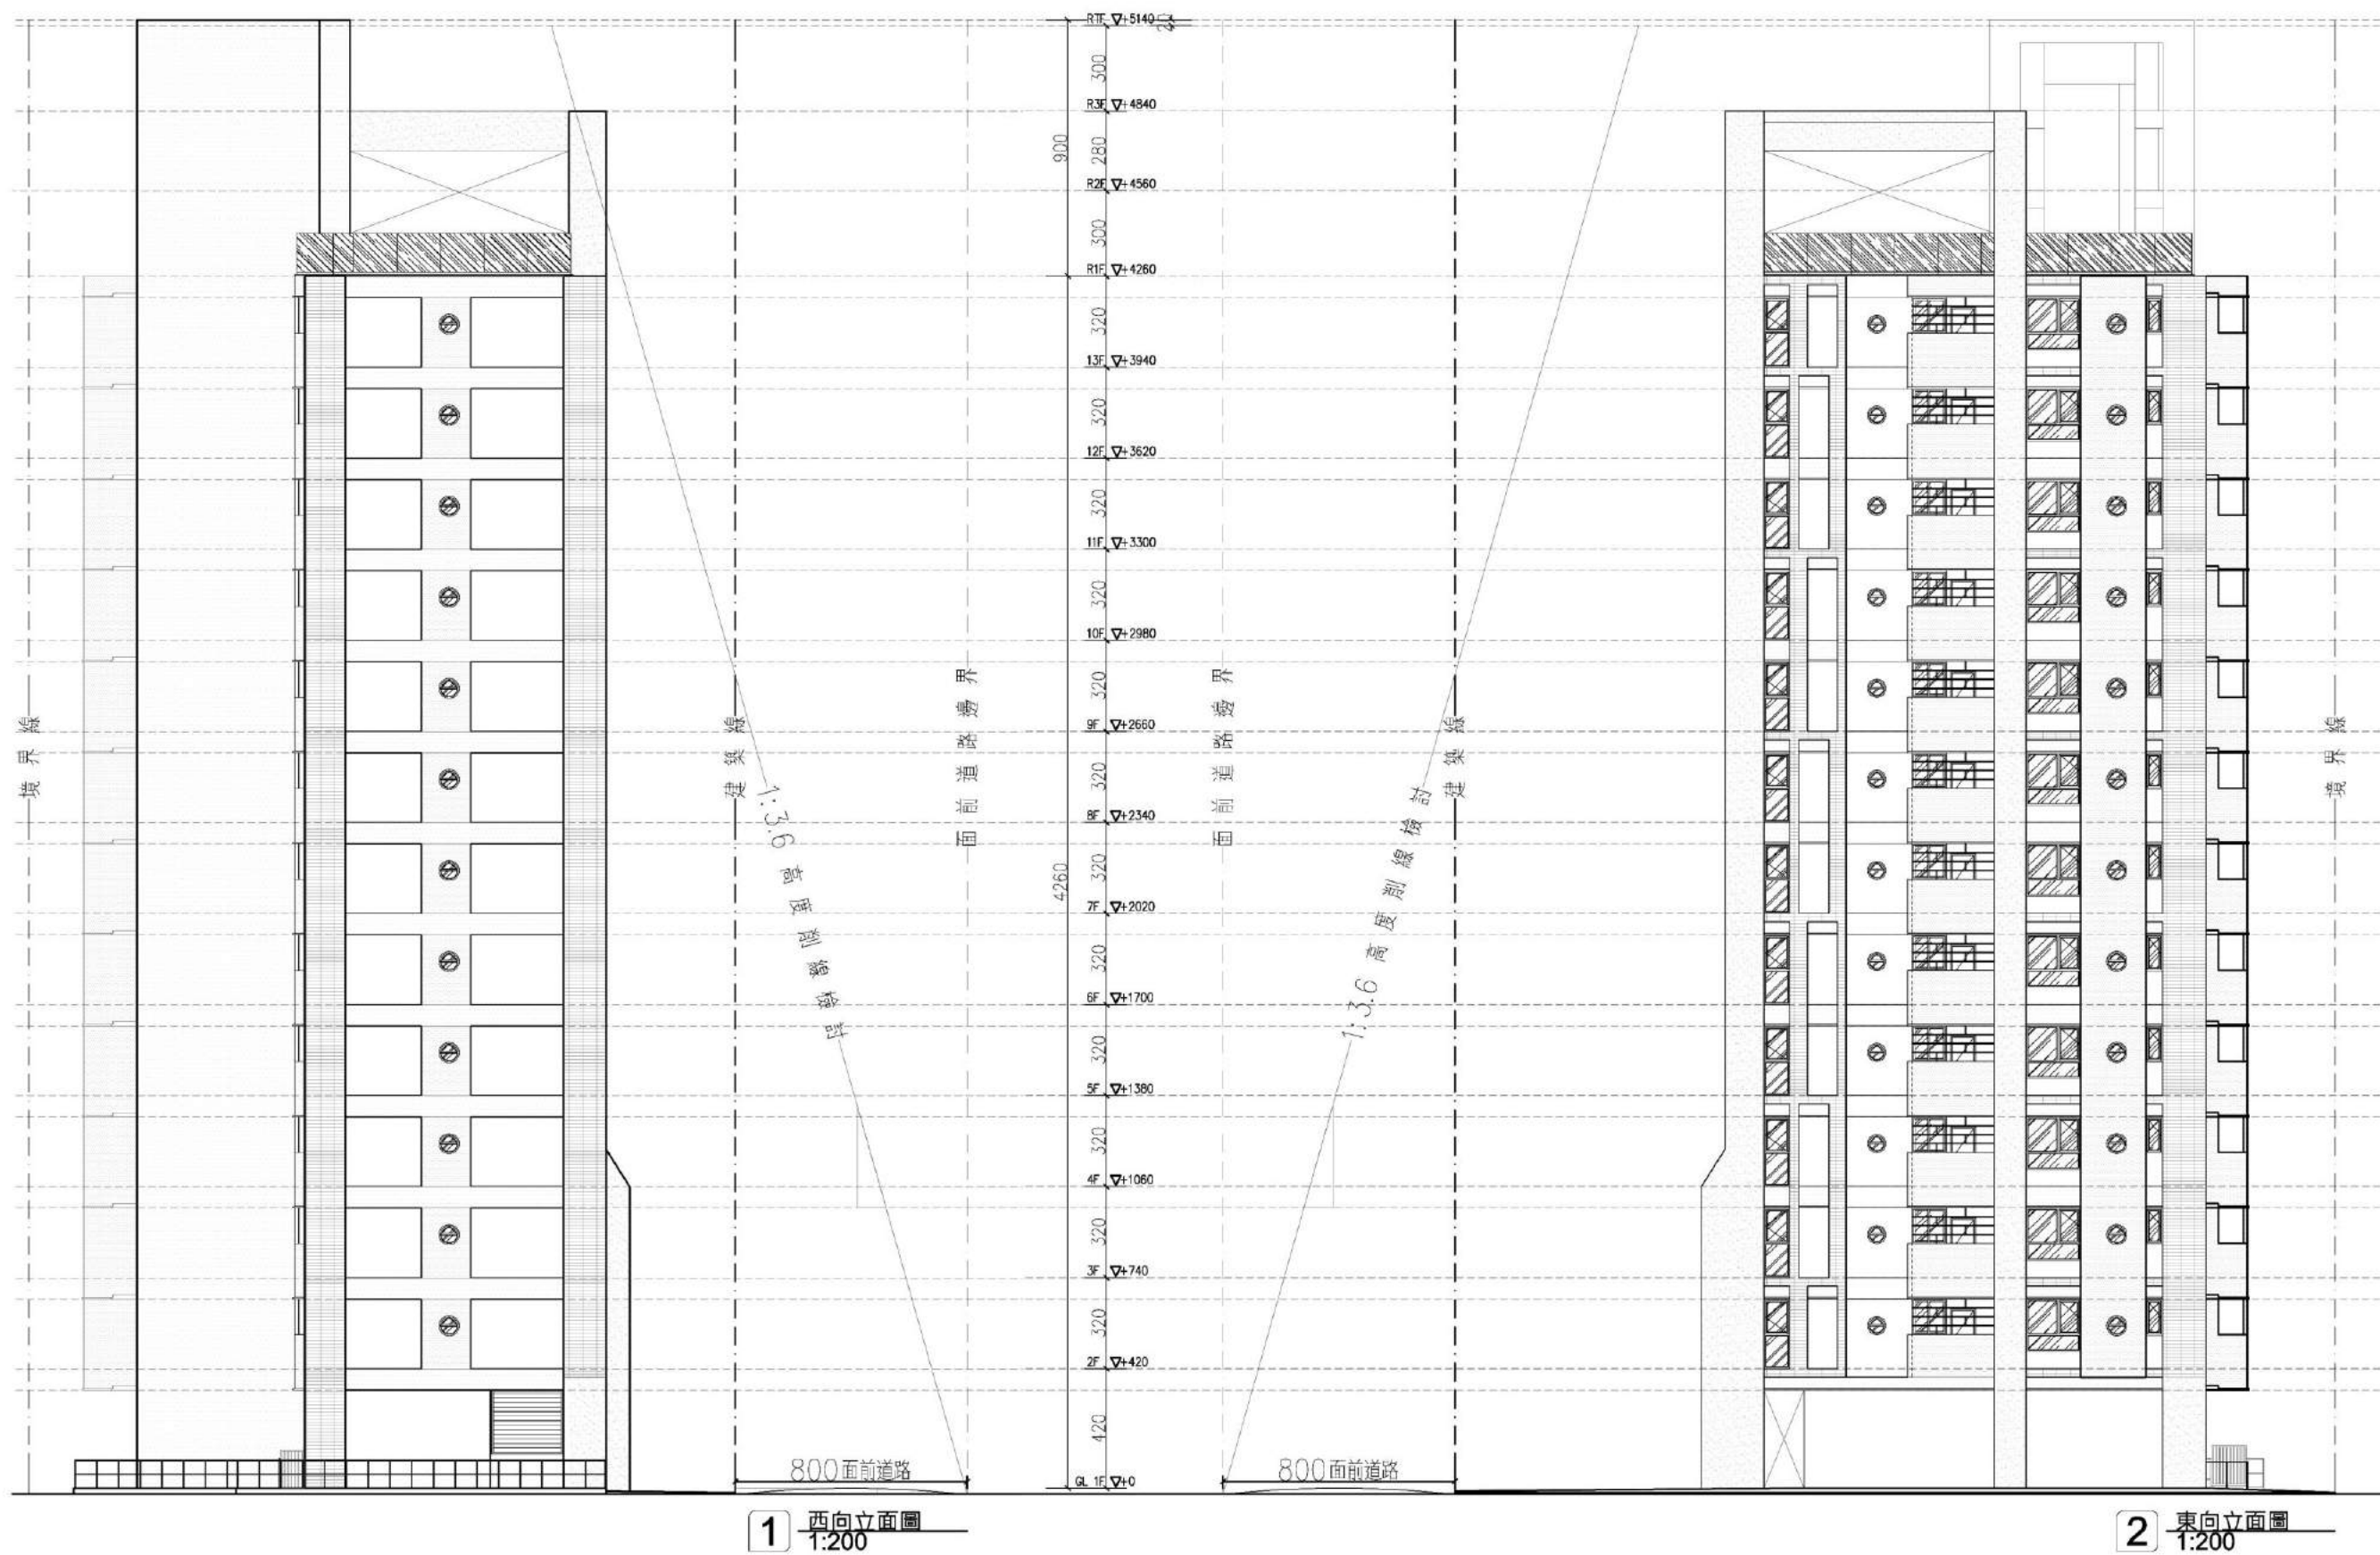 RTF ▽+5140
20
300
R3F ▽+4840
280
900
R2F ▽+4560
300
R1F ▽+4260
320
13F ▽+3940
320
12F ▽+3620
320
11F ▽+3300
320
10F ▽+2980
320
9F ▽+2660
320
8F ▽+2340
320
4260
7F ▽+2020
320
6F ▽+1700
320
5F ▽+1380
320
4F ▽+1060
320
3F ▽+740
320
2F ▽+420
420
GL 1F ▽+0
境界線
建築線
1:3.6 高度削線檢討
面前道路邊界
面前道路邊界
1:3.6 高度削線檢討
建築線
境界線
800面前道路
800面前道路
1 西向立面圖
1:200
2 東向立面圖
1:200